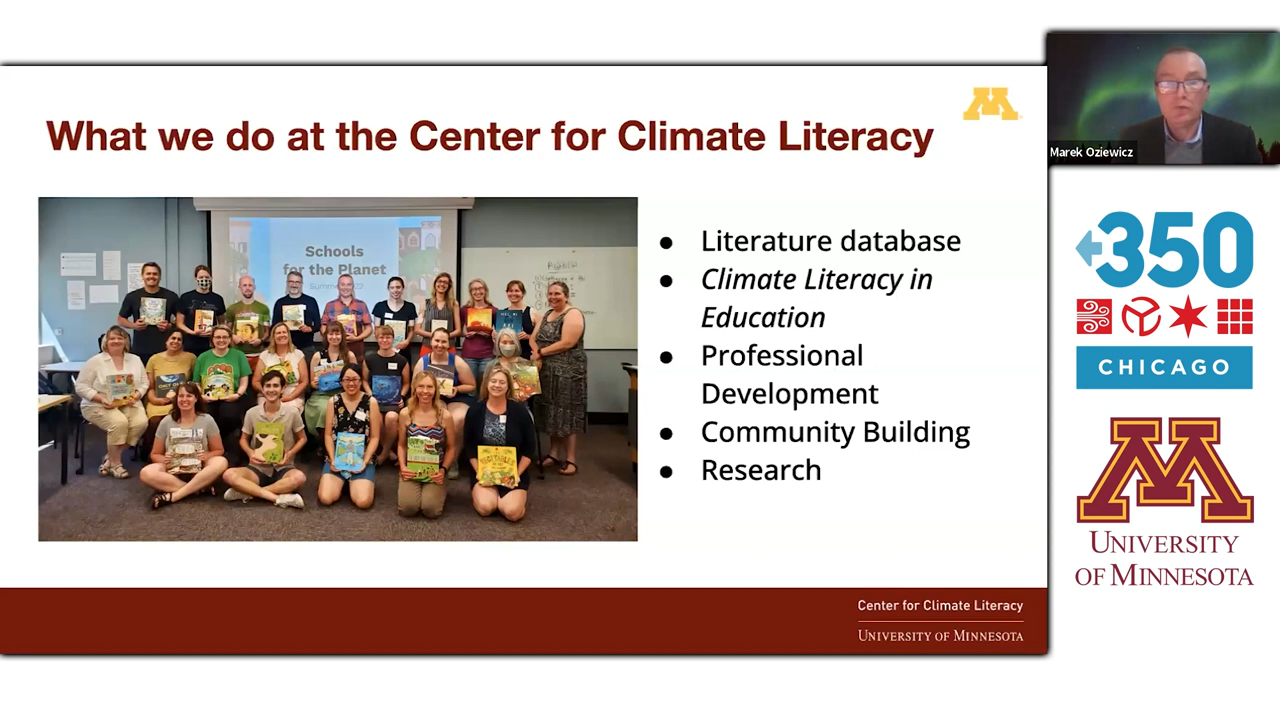 What we do at the Center for Climate Literacy
M
Schools
for the Planet
● Literature database
● Climate Literacy in
Education
● Professional
Development
● Community Building
● Research
Center for Climate Literacy
UNIVERSITY OF MINNESOTA
Marek Oziewicz
350
CHICAGO
M
UNIVERSITY
OF MINNESOTA